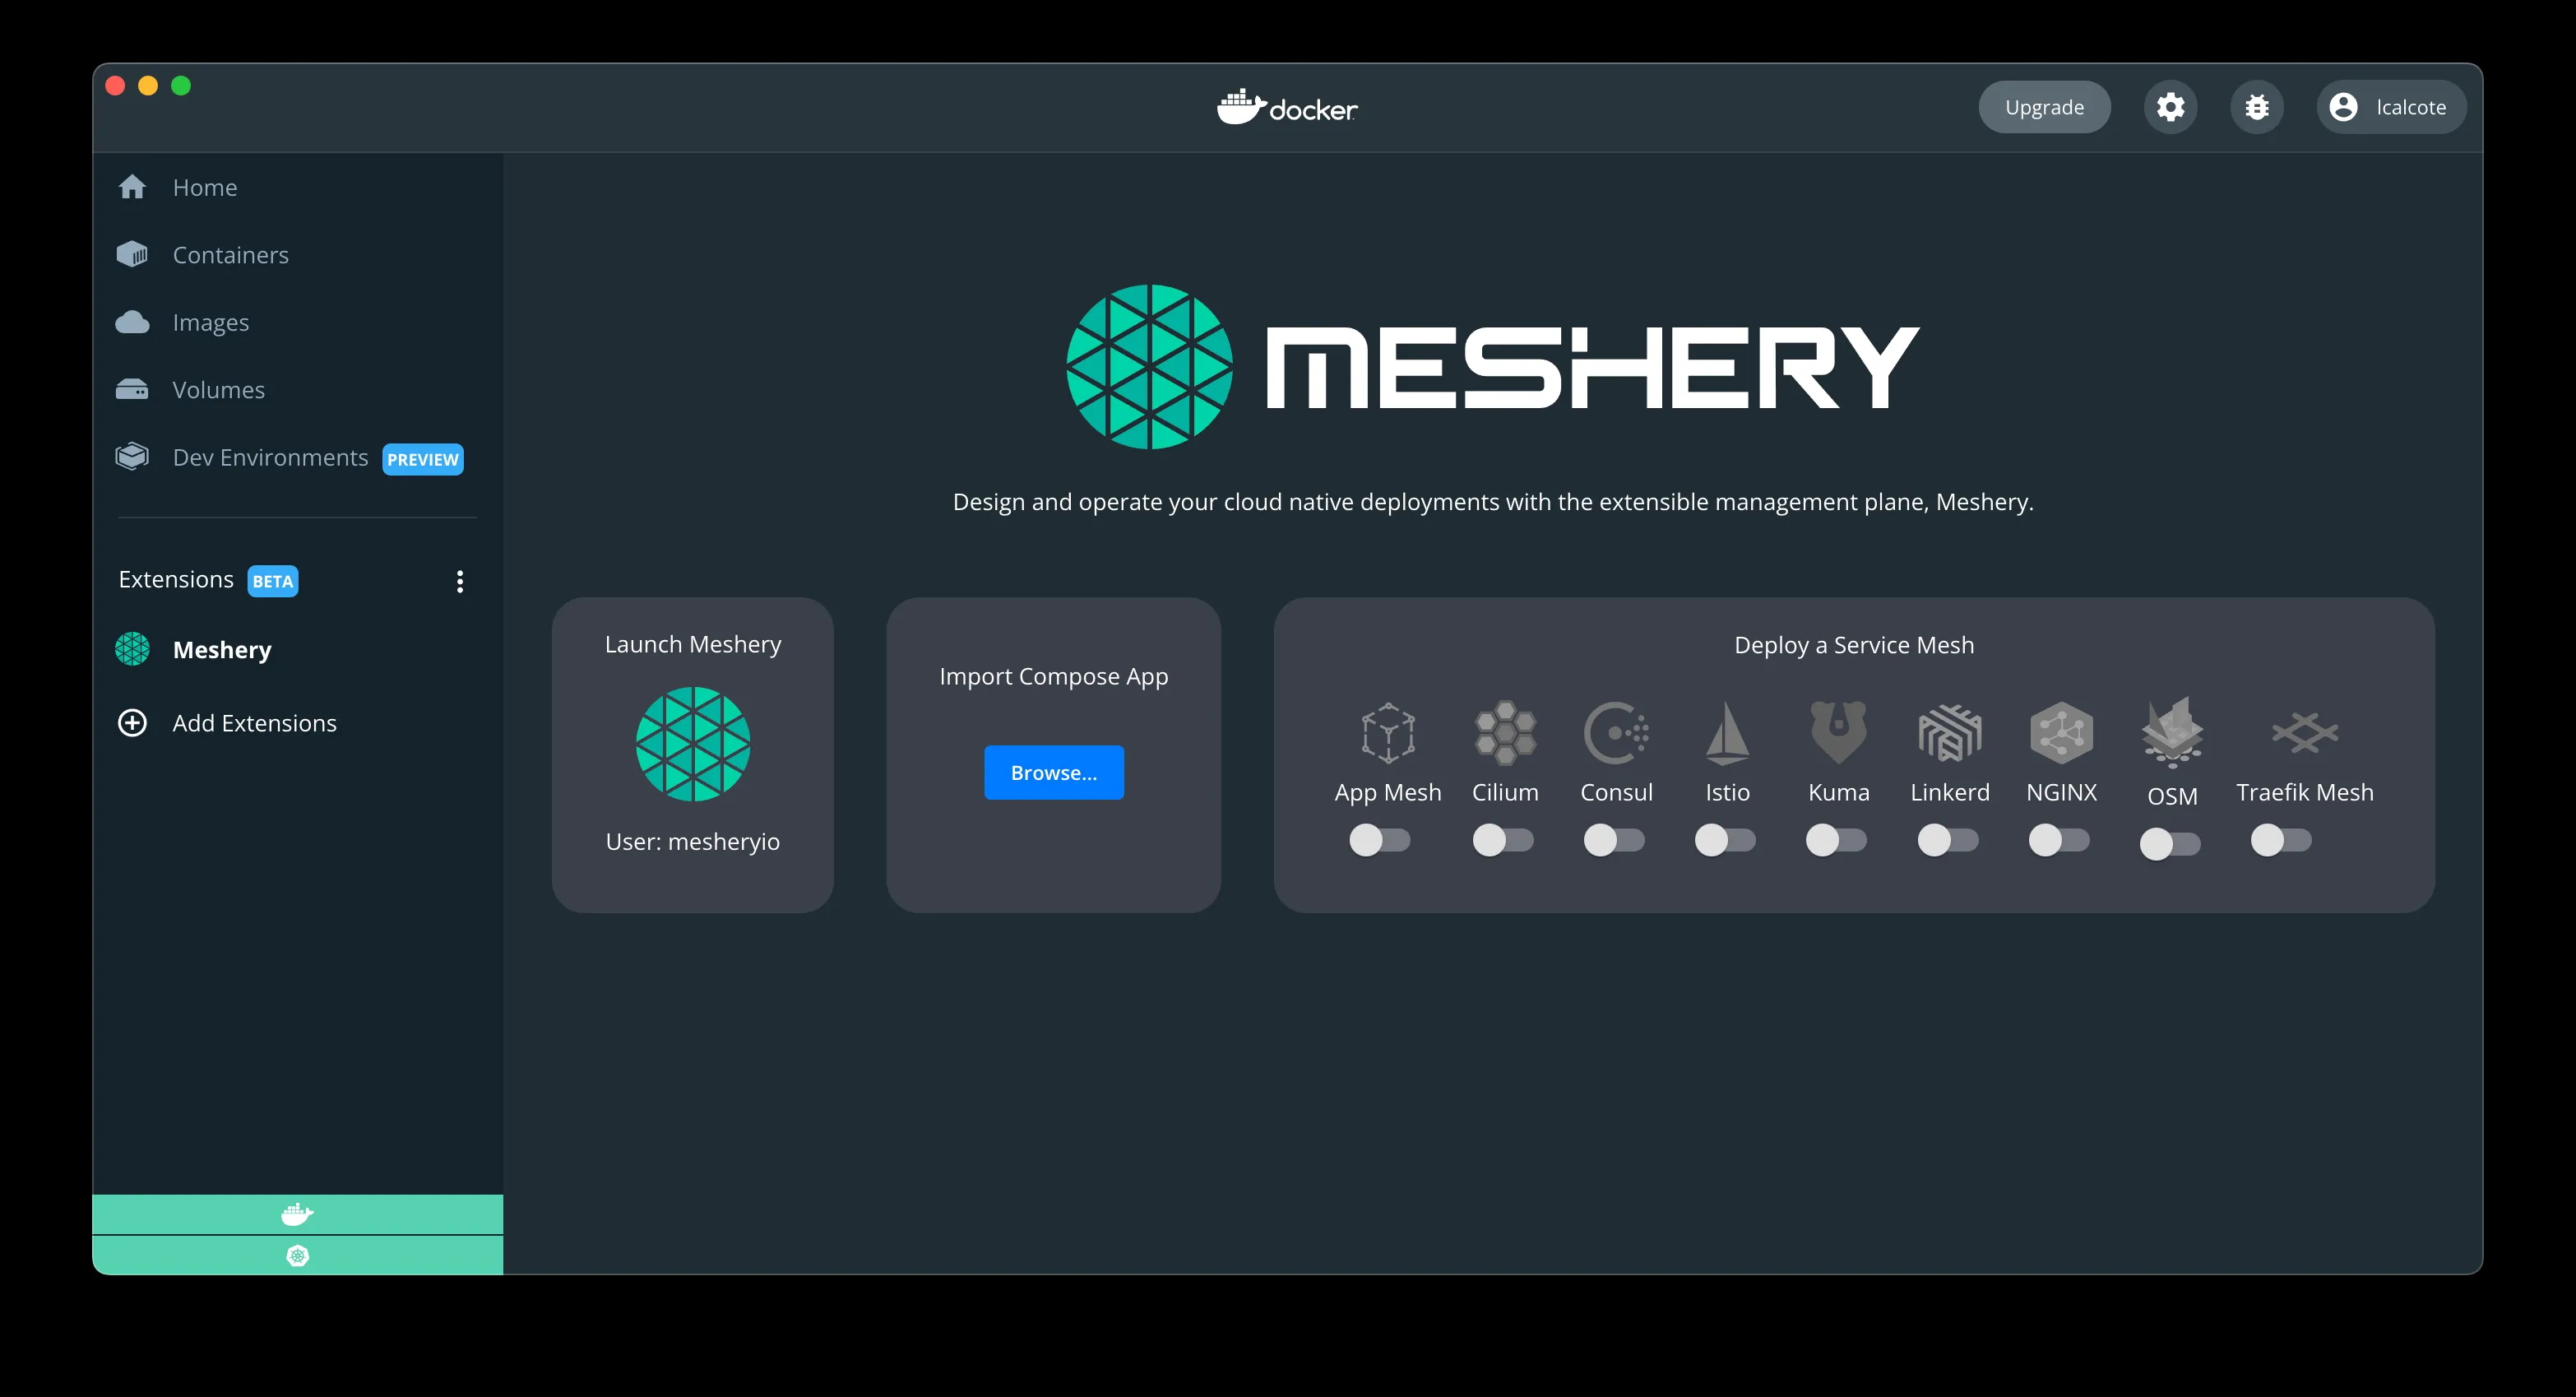 docker
Upgrade
lcalcote
Home
Containers
Images
Volumes
Dev Environments PREVIEW
Extensions BETA
Meshery
Add Extensions
MESHERY
Design and operate your cloud native deployments with the extensible management plane, Meshery.
Launch Meshery
User: mesheryio
Import Compose App
Browse...
Deploy a Service Mesh
App Mesh Cilium Consul Istio Kuma Linkerd NGINX OSM Traefik Mesh